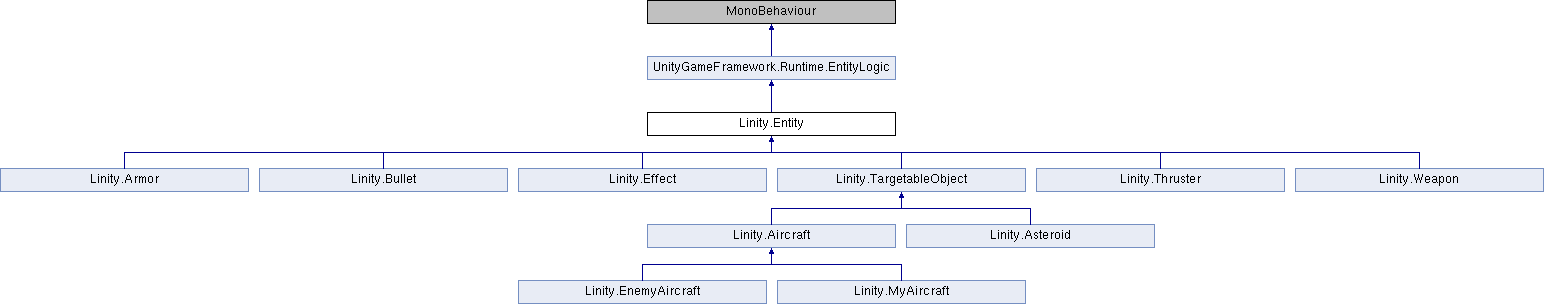 MonoBehaviour
UnityGameFramework.Runtime.EntityLogic
Linity.Entity
Linity.Armor
Linity.Bullet
Linity.Effect
Linity.TargetableObject
Linity.Thruster
Linity.Weapon
Linity.Aircraft
Linity.Asteroid
Linity.EnemyAircraft
Linity.MyAircraft